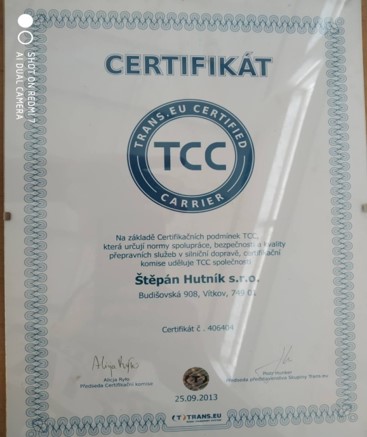 CERTIFIKÁT
TRANS.EU CERTIFIED
TCC
CARRIER
Na základě Certifikačních podmínek TCC,
která určují normy spolupráce, bezpečnosti a kvality
přepravních služeb v silniční dopravě, certifikační
komise uděluje TCC společnosti
Štěpán Hutník s.r.o.
Budišovská 908, Vítkov, 749 01
Certifikát č . 406404
Předseda Certifikační komise
25.09.2013
TRANS.EU
SHOT ON REDMI 7
AI DUAL CAMERA